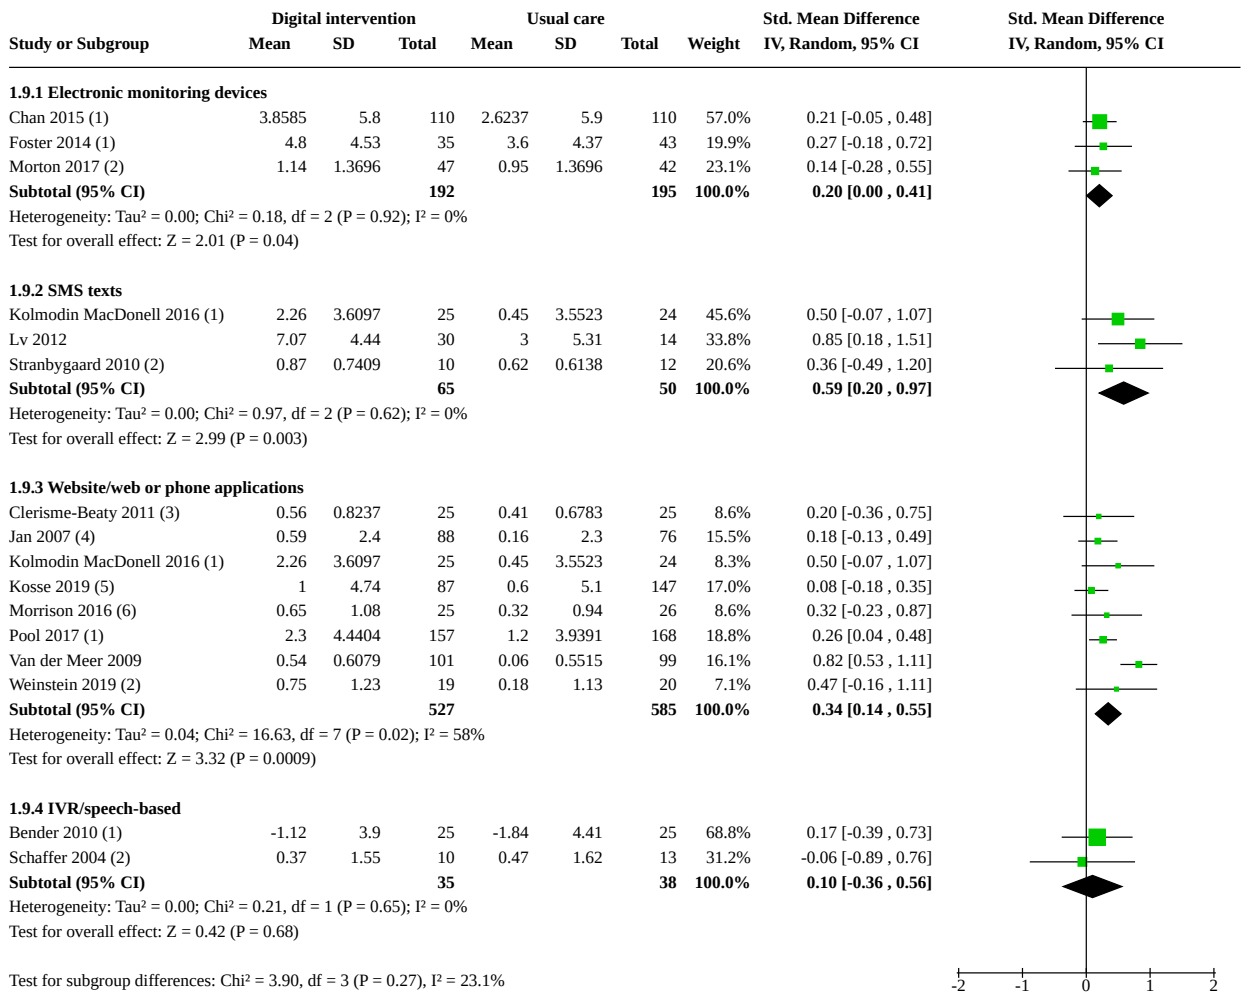 Digital intervention Usual care Std. Mean Difference Std. Mean Difference
Study or Subgroup Mean SD Total Mean SD Total Weight IV, Random, 95% CI IV, Random, 95% CI
1.9.1 Electronic monitoring devices
Chan 2015 (1) 3.8585 5.8 110 2.6237 5.9 110 57.0% 0.21 [-0.05 , 0.48]
Foster 2014 (1) 4.8 4.53 35 3.6 4.37 43 19.9% 0.27 [-0.18 , 0.72]
Morton 2017 (2) 1.14 1.3696 47 0.95 1.3696 42 23.1% 0.14 [-0.28 , 0.55]
Subtotal (95% CI) 192 195 100.0% 0.20 [0.00 , 0.41]
Heterogeneity: Tau² = 0.00; Chi² = 0.18, df = 2 (P = 0.92); I² = 0%
Test for overall effect: Z = 2.01 (P = 0.04)
1.9.2 SMS texts
Kolmodin MacDonell 2016 (1) 2.26 3.6097 25 0.45 3.5523 24 45.6% 0.50 [-0.07 , 1.07]
Lv 2012 7.07 4.44 30 3 5.31 14 33.8% 0.85 [0.18 , 1.51]
Stranbygaard 2010 (2) 0.87 0.7409 10 0.62 0.6138 12 20.6% 0.36 [-0.49 , 1.20]
Subtotal (95% CI) 65 50 100.0% 0.59 [0.20 , 0.97]
Heterogeneity: Tau² = 0.00; Chi² = 0.97, df = 2 (P = 0.62); I² = 0%
Test for overall effect: Z = 2.99 (P = 0.003)
1.9.3 Website/web or phone applications
Clerisme-Beaty 2011 (3) 0.56 0.8237 25 0.41 0.6783 25 8.6% 0.20 [-0.36 , 0.75]
Jan 2007 (4) 0.59 2.4 88 0.16 2.3 76 15.5% 0.18 [-0.13 , 0.49]
Kolmodin MacDonell 2016 (1) 2.26 3.6097 25 0.45 3.5523 24 8.3% 0.50 [-0.07 , 1.07]
Kosse 2019 (5) 1 4.74 87 0.6 5.1 147 17.0% 0.08 [-0.18 , 0.35]
Morrison 2016 (6) 0.65 1.08 25 0.32 0.94 26 8.6% 0.32 [-0.23 , 0.87]
Pool 2017 (1) 2.3 4.4404 157 1.2 3.9391 168 18.8% 0.26 [0.04 , 0.48]
Van der Meer 2009 0.54 0.6079 101 0.06 0.5515 99 16.1% 0.82 [0.53 , 1.11]
Weinstein 2019 (2) 0.75 1.23 19 0.18 1.13 20 7.1% 0.47 [-0.16 , 1.11]
Subtotal (95% CI) 527 585 100.0% 0.34 [0.14 , 0.55]
Heterogeneity: Tau² = 0.04; Chi² = 16.63, df = 7 (P = 0.02); I² = 58%
Test for overall effect: Z = 3.32 (P = 0.0009)
1.9.4 IVR/speech-based
Bender 2010 (1) -1.12 3.9 25 -1.84 4.41 25 68.8% 0.17 [-0.39 , 0.73]
Schaffer 2004 (2) 0.37 1.55 10 0.47 1.62 13 31.2% -0.06 [-0.89 , 0.76]
Subtotal (95% CI) 35 38 100.0% 0.10 [-0.36 , 0.56]
Heterogeneity: Tau² = 0.00; Chi² = 0.21, df = 1 (P = 0.65); I² = 0%
Test for overall effect: Z = 0.42 (P = 0.68)
Test for subgroup differences: Chi² = 3.90, df = 3 (P = 0.27), I² = 23.1%
-2 -1 0 1 2